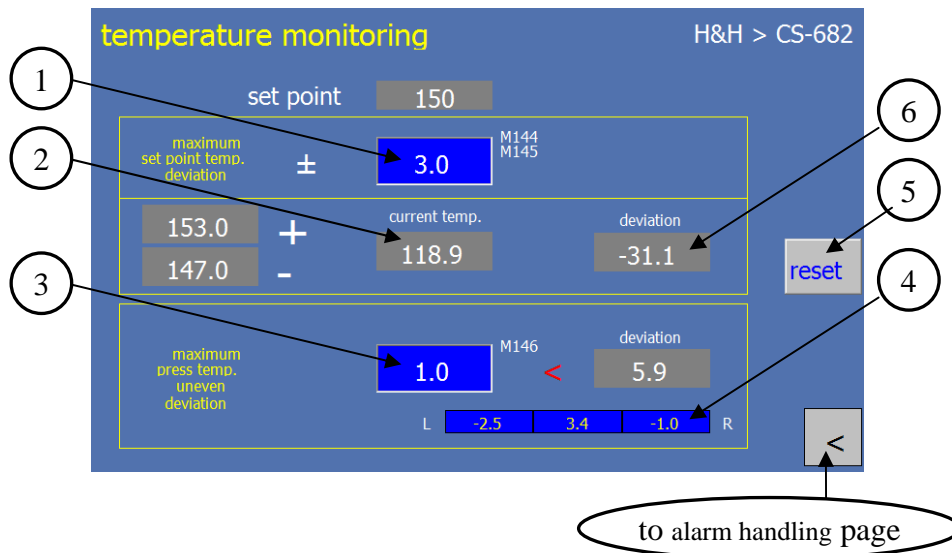 temperature monitoring
H&H > CS-682
1
set point 150
6
maximum
set point temp.
deviation
± 3.0
M144
M145
2
5
153.0 +
current temp.
deviation
118.9
-31.1
147.0 -
reset
3
4
maximum
press temp.
uneven
deviation
1.0
M146
<
deviation
5.9
L -2.5 3.4 -1.0 R
<
to alarm handling page